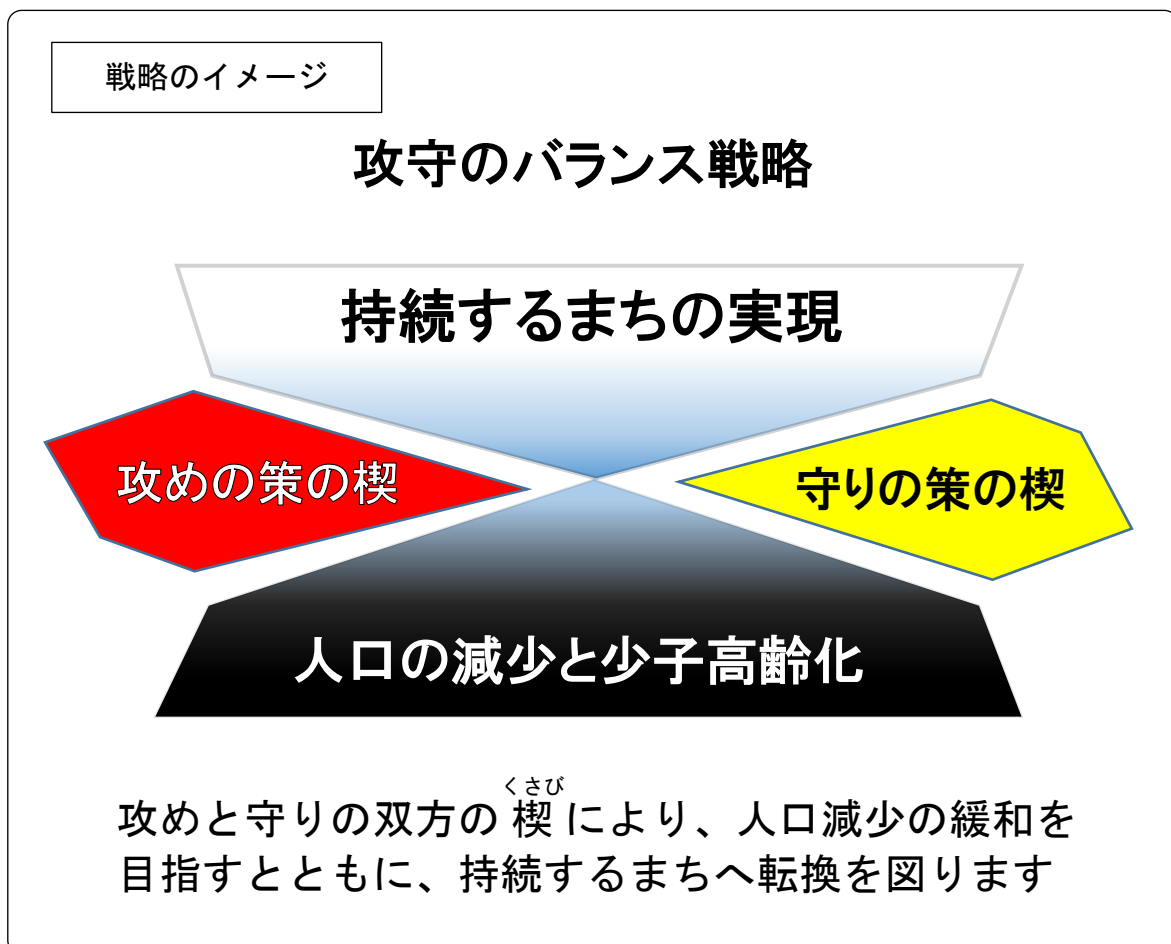 戦略のイメージ
攻守のバランス戦略
持続するまちの実現
攻めの策の楔
守りの策の楔
人口の減少と少子高齢化
くさび
攻めと守りの双方の楔により、人口減少の緩和を
目指すとともに、持続するまちへ転換を図ります